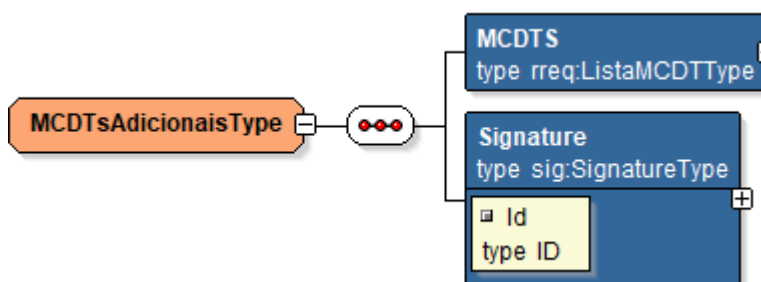 MCDTS
type rreq:ListaMCDTType
MCDTsAdicionaisType
Signature
type sig:SignatureType
Id
type ID